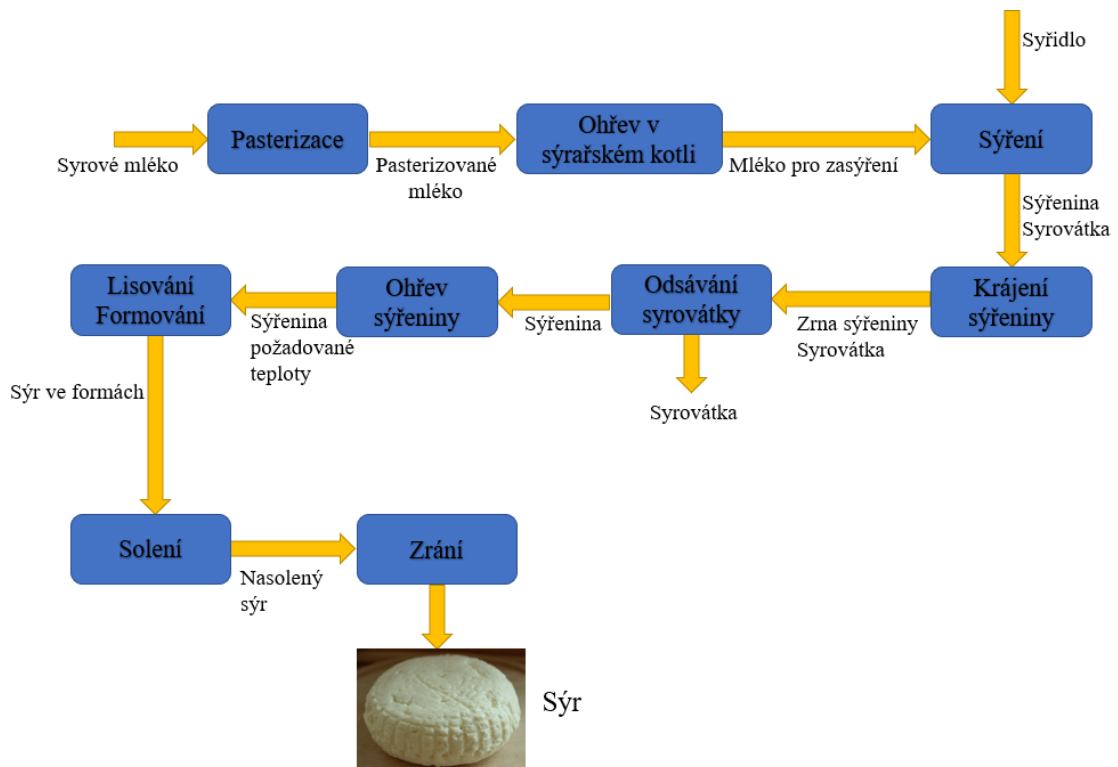 Syřidlo
Syrové mléko
Pasterizace
Pasterizované
mléko
Ohřev v
sýrařském kotli
Mléko pro zasýření
Sýření
Sýřenina
Syrovátka
Krájení
sýřeniny
Zrna sýřeniny
Syrovátka
Odsávání
syrovátky
Syrovátka
Sýřenina
Ohřev
sýřeniny
Sýřenina
požadované
teploty
Lisování
Formování
Sýr ve formách
Solení
Nasolený
sýr
Zrání
Sýr